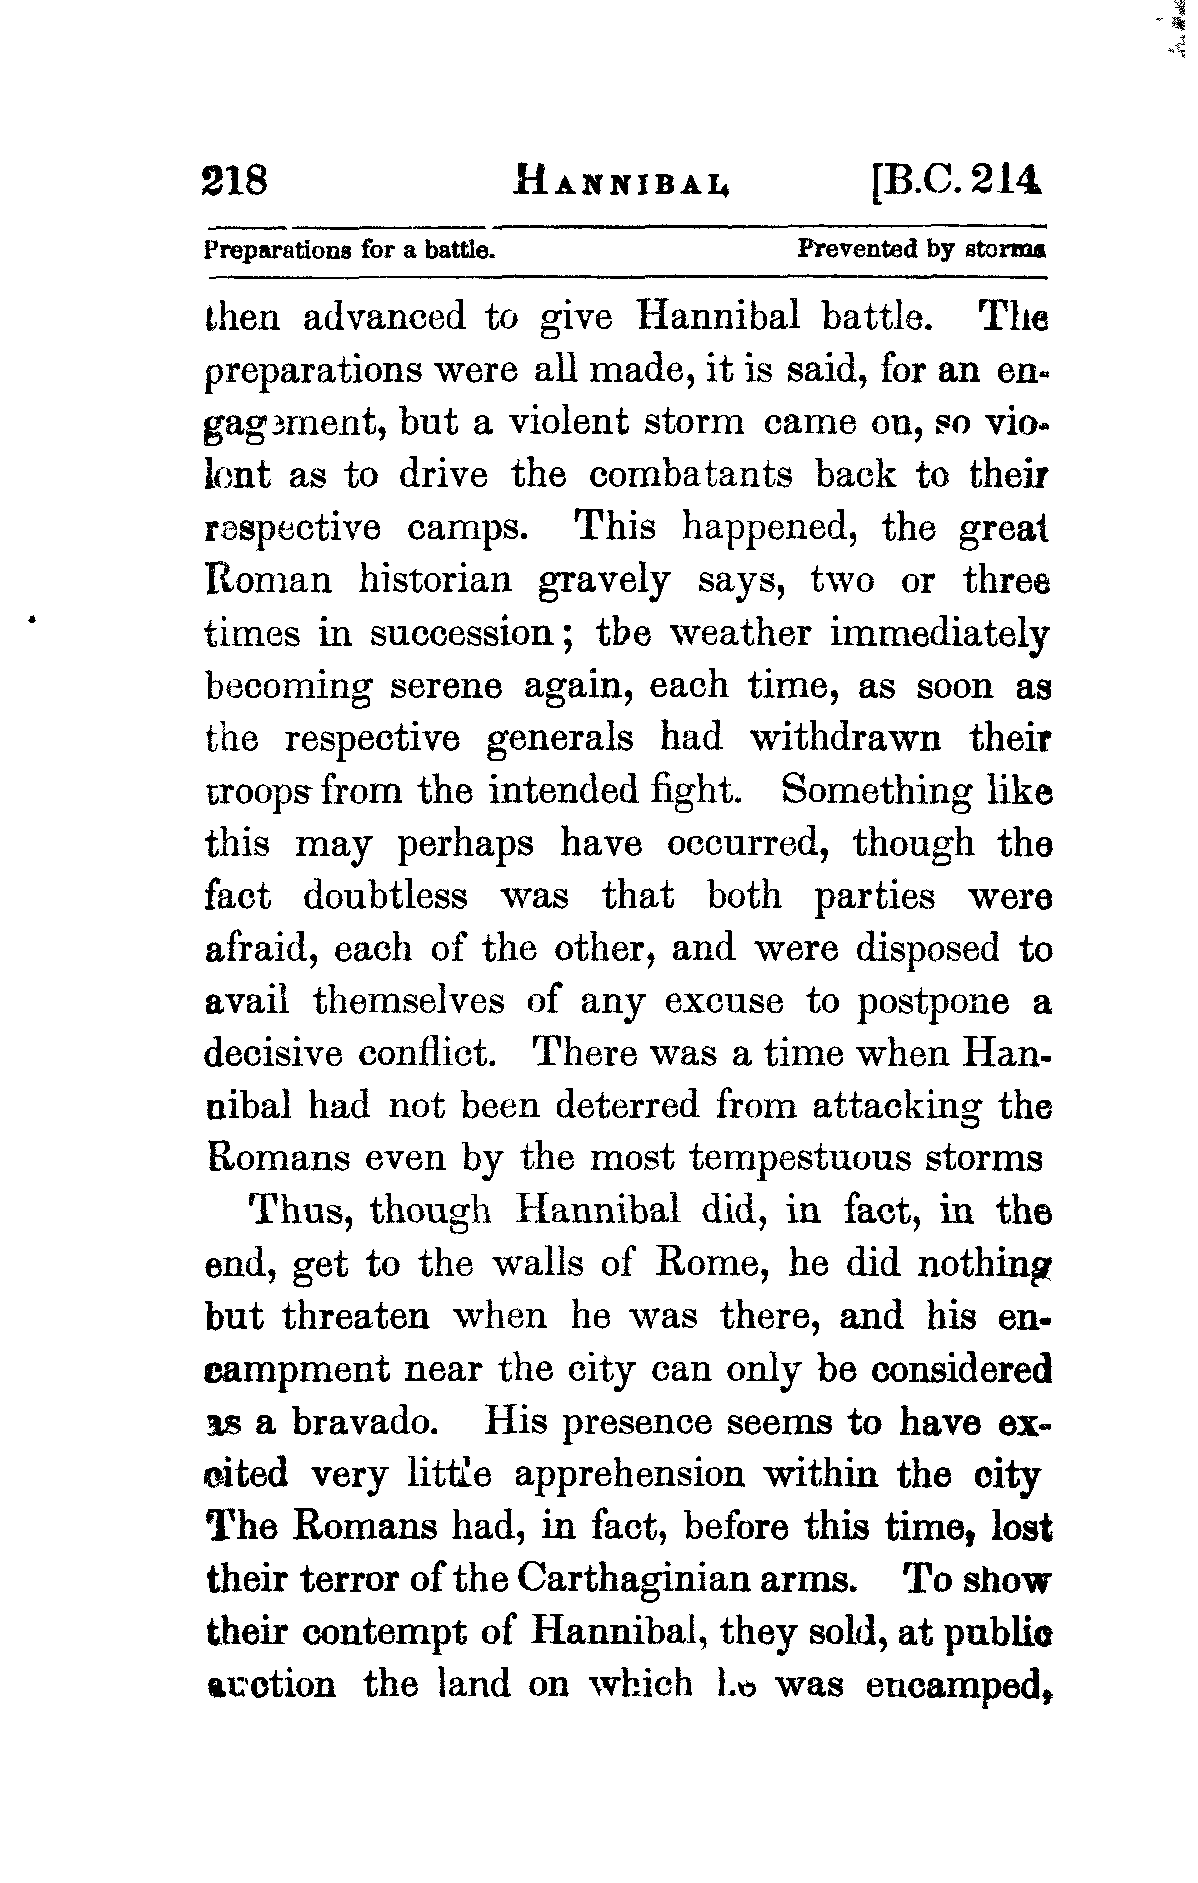 218 HANNIBAL [B.C. 214
Preparations for a battle. Prevented by storms
then advanced to give Hannibal battle. The
preparations were all made, it is said, for an en-
gagement, but a violent storm came on, so vio-
lent as to drive the combatants back to their
respective camps. This happened, the great
Roman historian gravely says, two or three
times in succession; the weather immediately
becoming serene again, each time, as soon as
the respective generals had withdrawn their
troops from the intended fight. Something like
this may perhaps have occurred, though the
fact doubtless was that both parties were
afraid, each of the other, and were disposed to
avail themselves of any excuse to postpone a
decisive conflict. There was a time when Han-
nibal had not been deterred from attacking the
Romans even by the most tempestuous storms
Thus, though Hannibal did, in fact, in the
end, get to the walls of Rome, he did nothing
but threaten when he was there, and his en-
campment near the city can only be considered
as a bravado. His presence seems to have ex-
cited very little apprehension within the city
The Romans had, in fact, before this time, lost
their terror of the Carthaginian arms. To show
their contempt of Hannibal, they sold, at public
auction the land on which he was encamped,